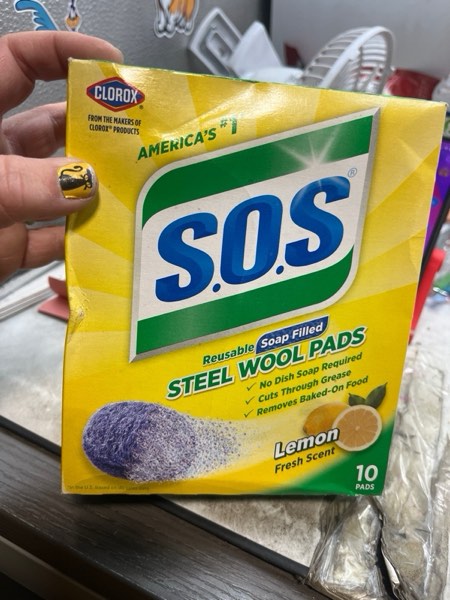 CLOROX®
FROM THE MAKERS OF
CLOROX® PRODUCTS
AMERICA'S #1
S.O.S®
Reusable Soap Filled
STEEL WOOL PADS
✓ No Dish Soap Required
✓ Cuts Through Grease
✓ Removes Baked-On Food
Lemon
Fresh Scent
10
PADS